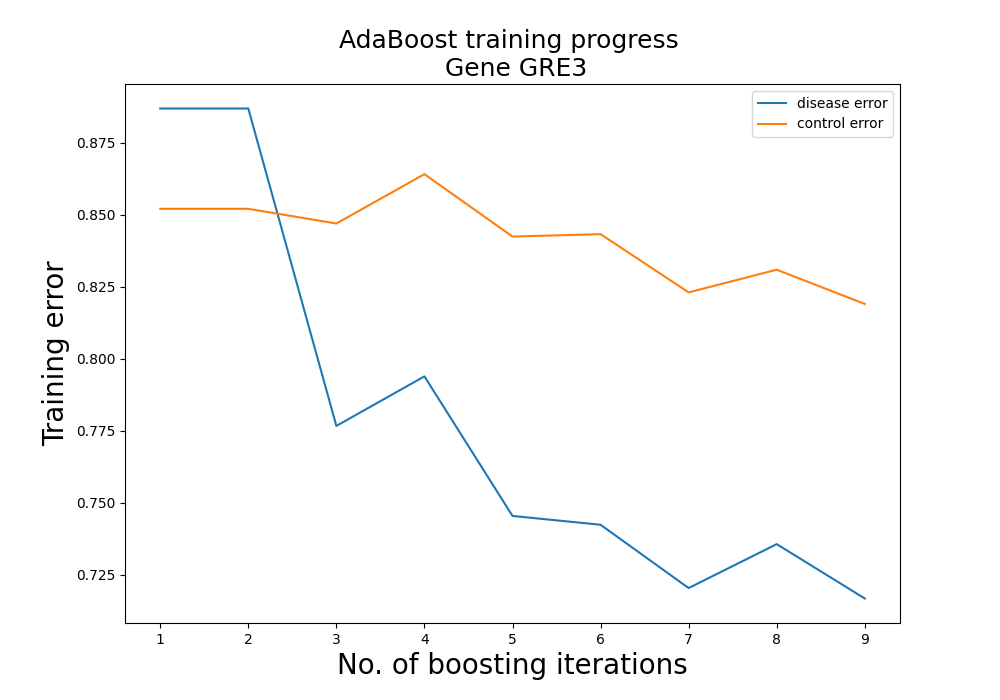 AdaBoost training progress
Gene GRE3
disease error
control error
0.875
0.850
0.825
0.800
0.775
0.750
0.725
Training error
1 2 3 4 5 6 7 8 9
No. of boosting iterations